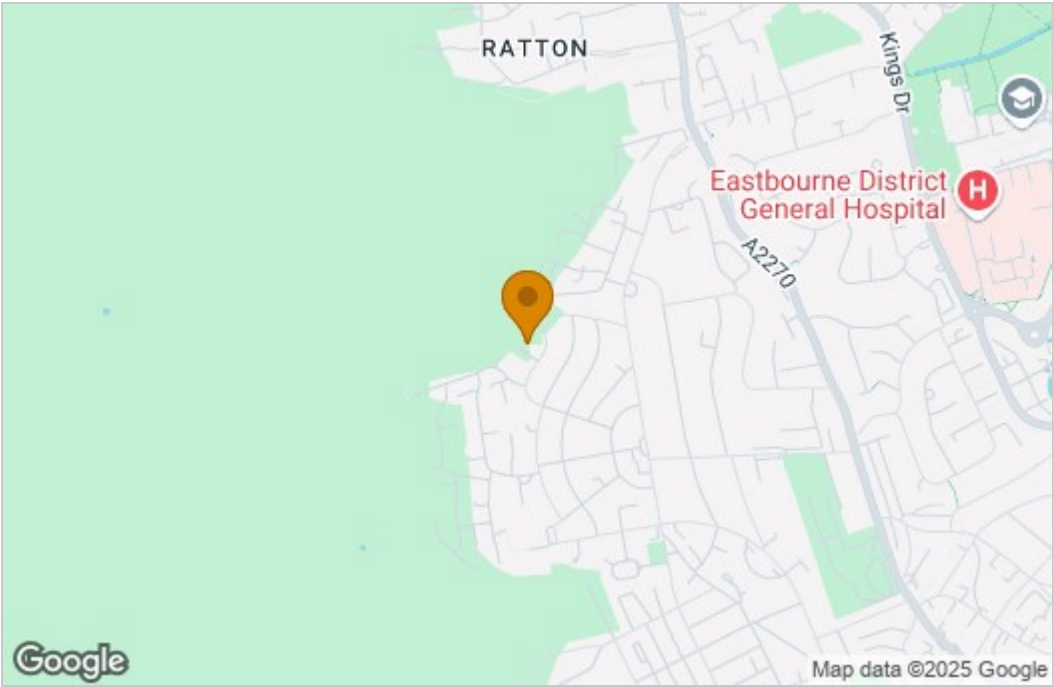 RATTON
Kings Dr
Eastbourne District
General Hospital
H
A2270
Google
Map data ©2025 Google